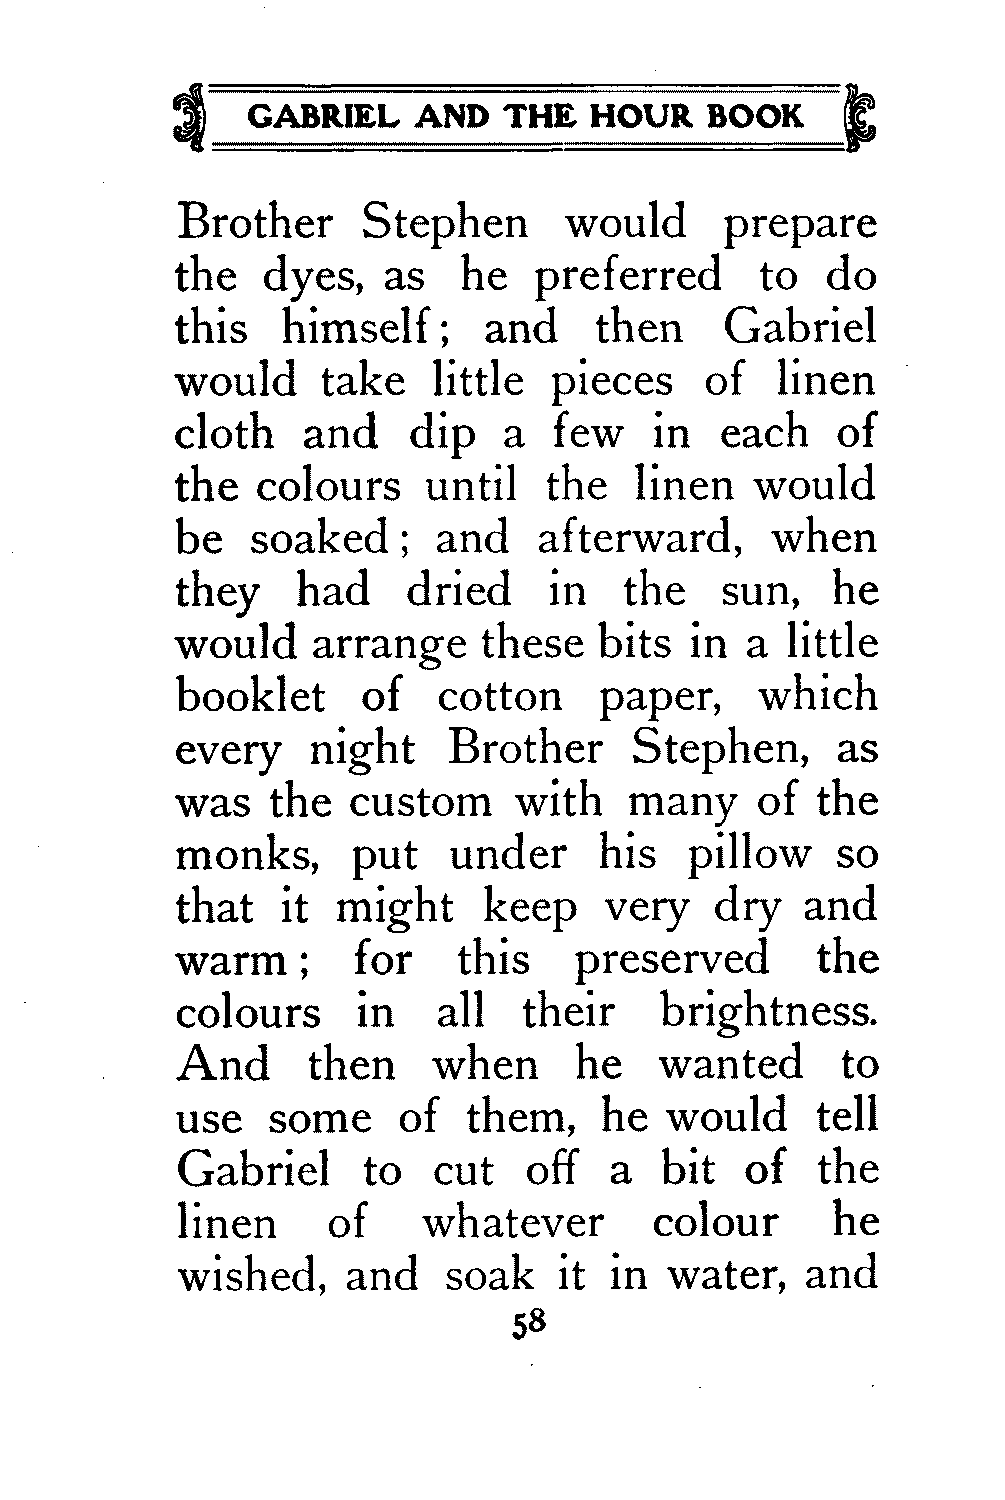 GABRIEL AND THE HOUR BOOK
Brother Stephen would prepare
the dyes, as he preferred to do
this himself; and then Gabriel
would take little pieces of linen
cloth and dip a few in each of
the colours until the linen would
be soaked; and afterward, when
they had dried in the sun, he
would arrange these bits in a little
booklet of cotton paper, which
every night Brother Stephen, as
was the custom with many of the
monks, put under his pillow so
that it might keep very dry and
warm; for this preserved the
colours in all their brightness.
And then when he wanted to
use some of them, he would tell
Gabriel to cut off a bit of the
linen of whatever colour he
wished, and soak it in water, and
58